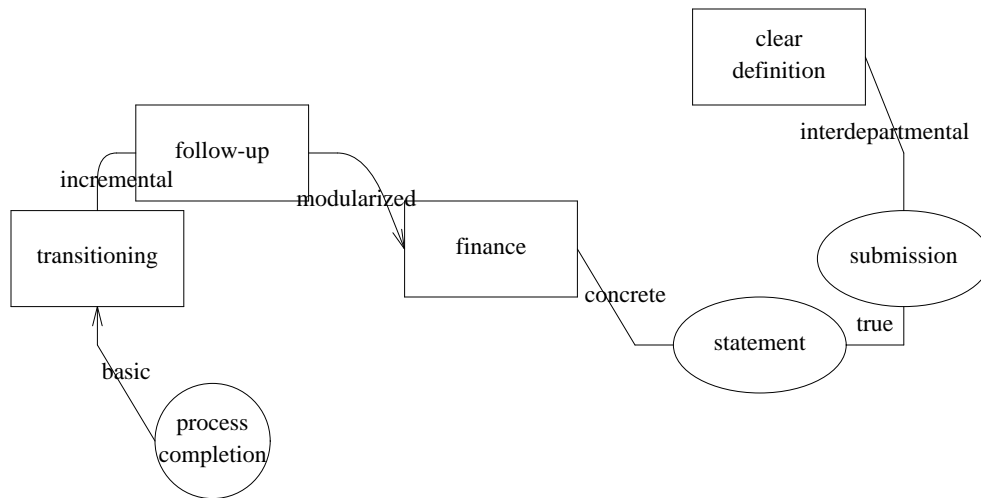 clear
definition
interdepartmental
follow-up
incremental
modularized
transitioning
finance
submission
concrete
true
statement
basic
process
completion